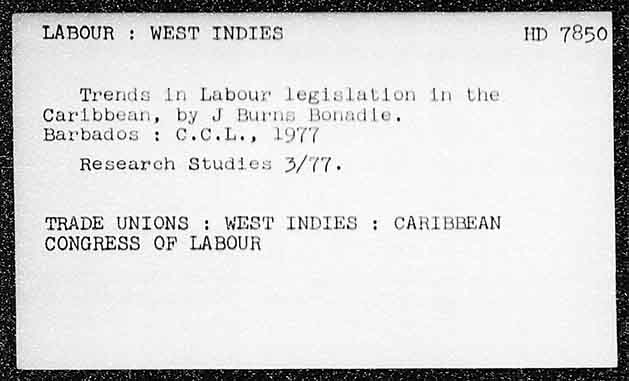 LABOUR : WEST INDIES HD 7850
Trends in Labour legislation in the
Caribbean, by J Burns Bonadie.
Barbados : C.C.L., 1977
Research Studies 3/77.
TRADE UNIONS : WEST INDIES : CARIBBEAN
CONGRESS OF LABOUR